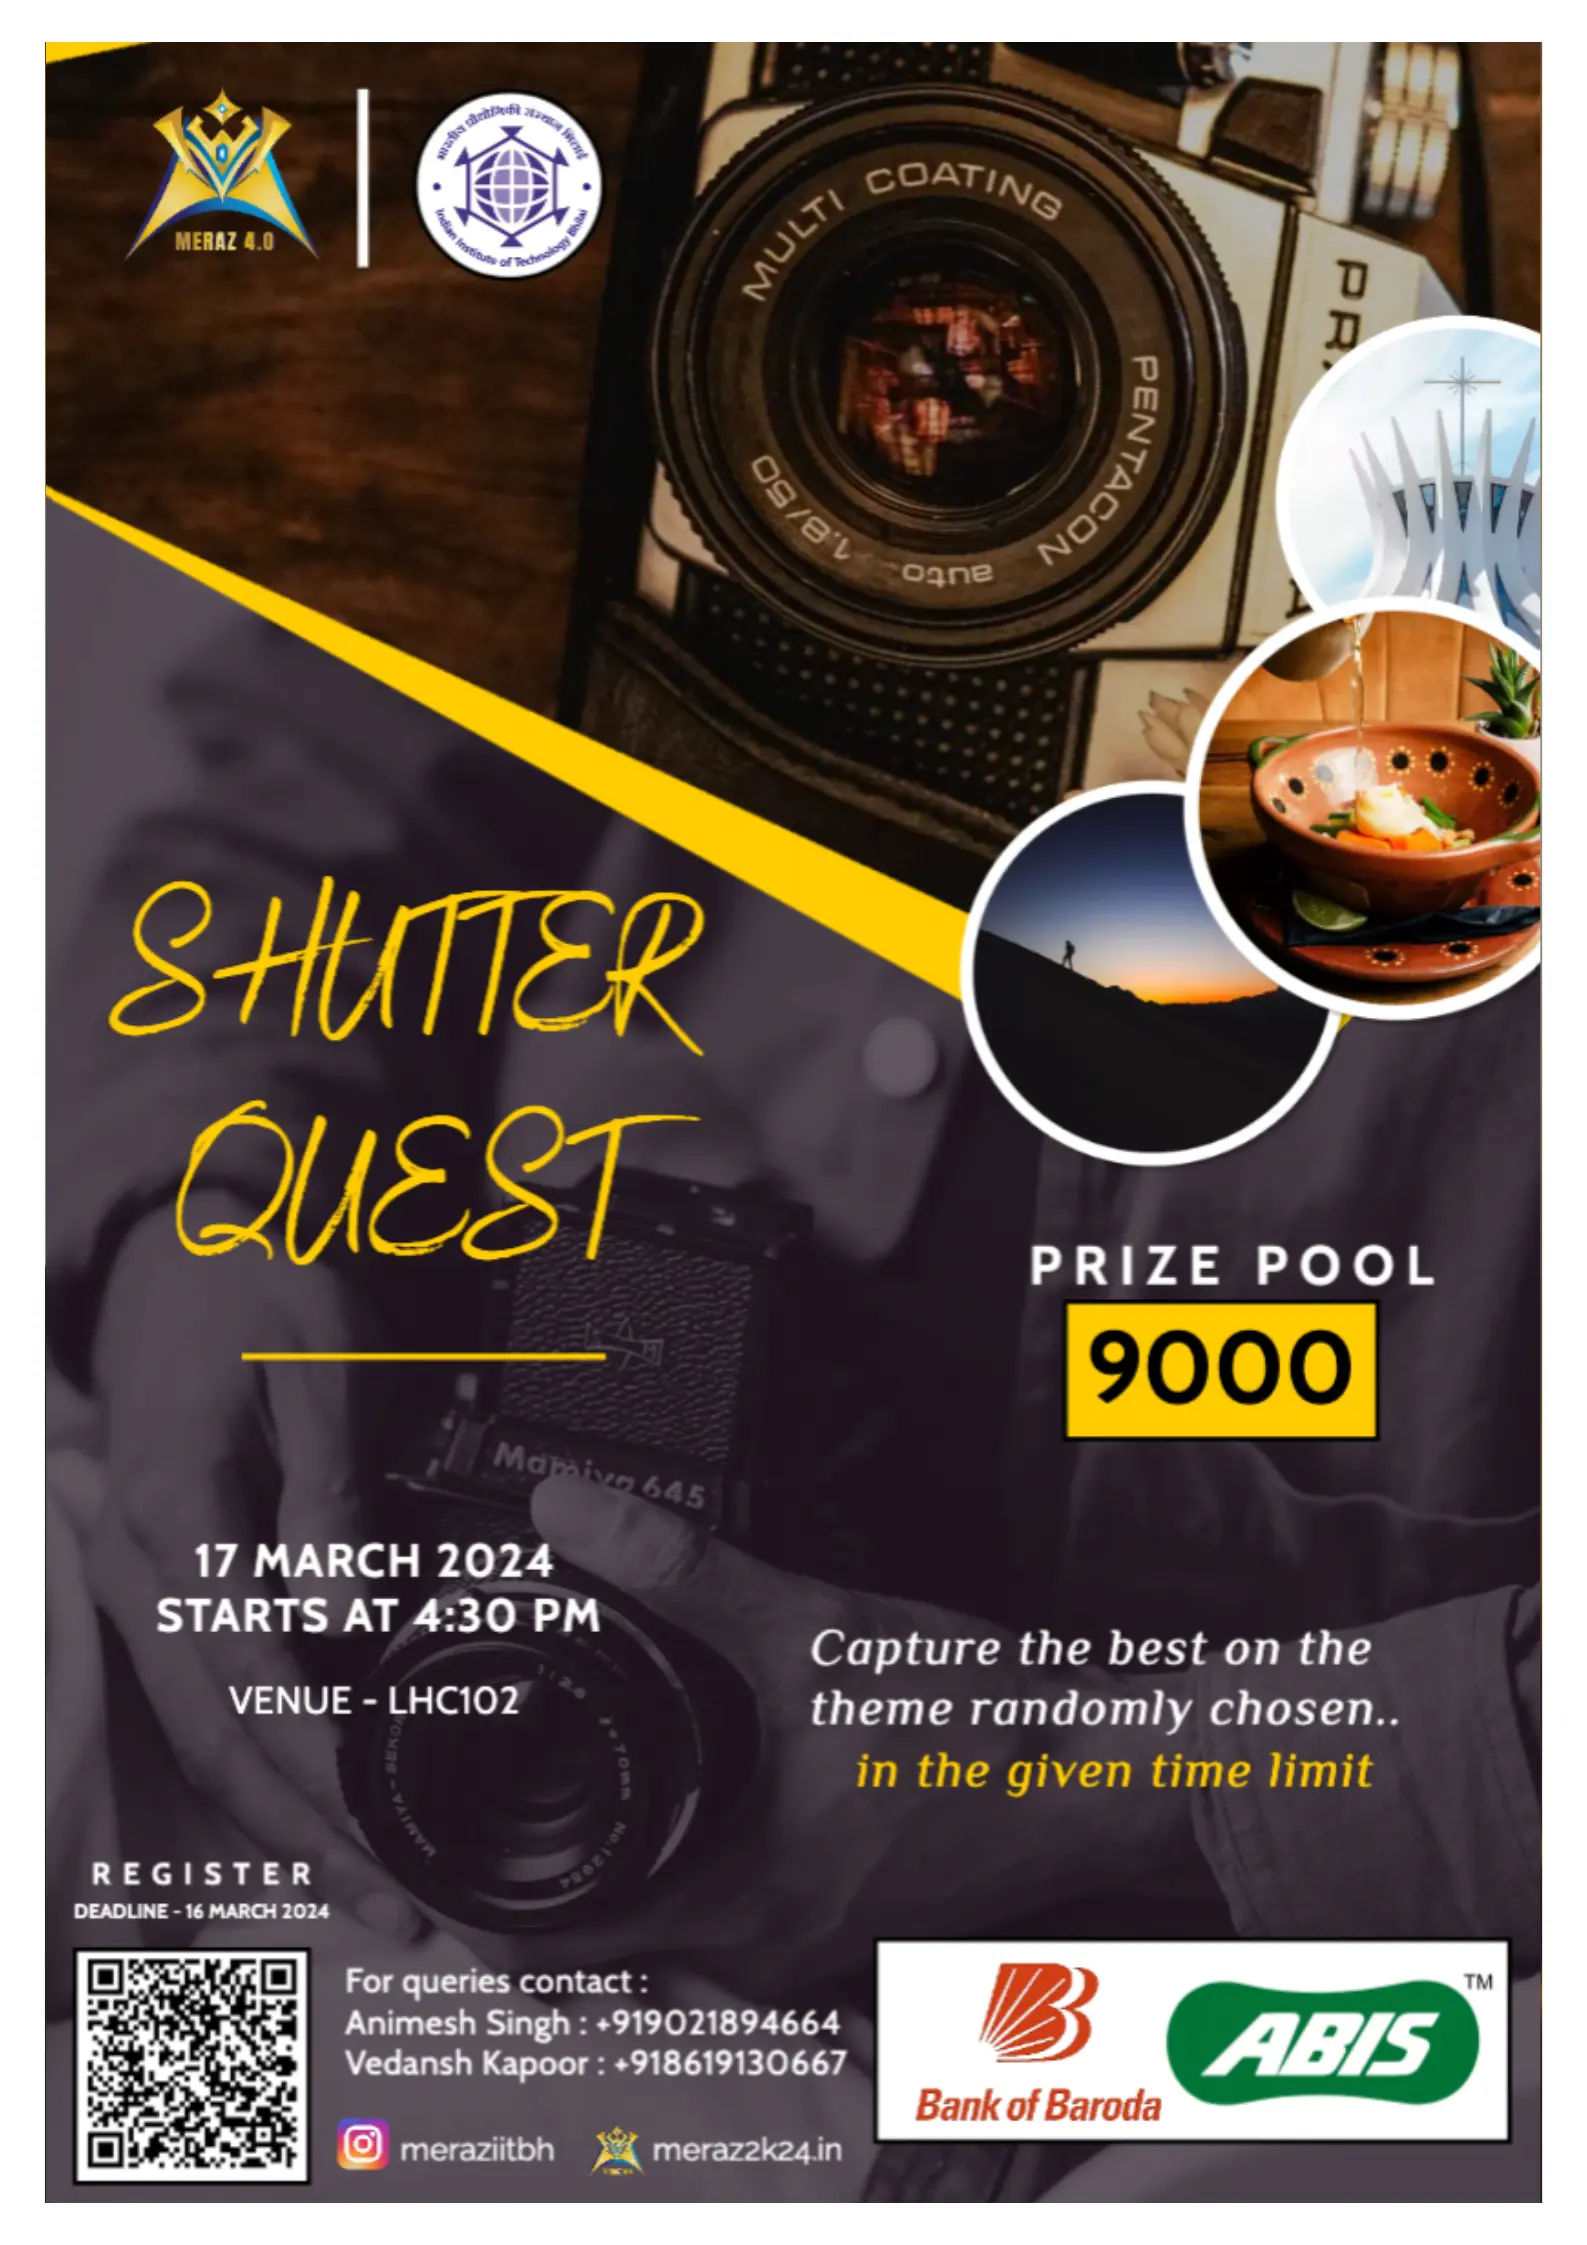 MERAZ 4.0
भारतीय प्रौद्योगिकी संस्थान भिलाई
Indian Institute of Technology Bhilai
MULTI COATING
PENTACON auto 1.8/50
SHUTTER
QUEST
PRIZE POOL
9000
Mamiya 645
17 MARCH 2024
STARTS AT 4:30 PM
VENUE - LHC102
Capture the best on the
theme randomly chosen..
in the given time limit
REGISTER
DEADLINE - 16 MARCH 2024
For queries contact :
Animesh Singh : +919021894664
Vedansh Kapoor : +918619130667
meraziitbh
meraz2k24.in
Bank of Baroda
ABIS
TM